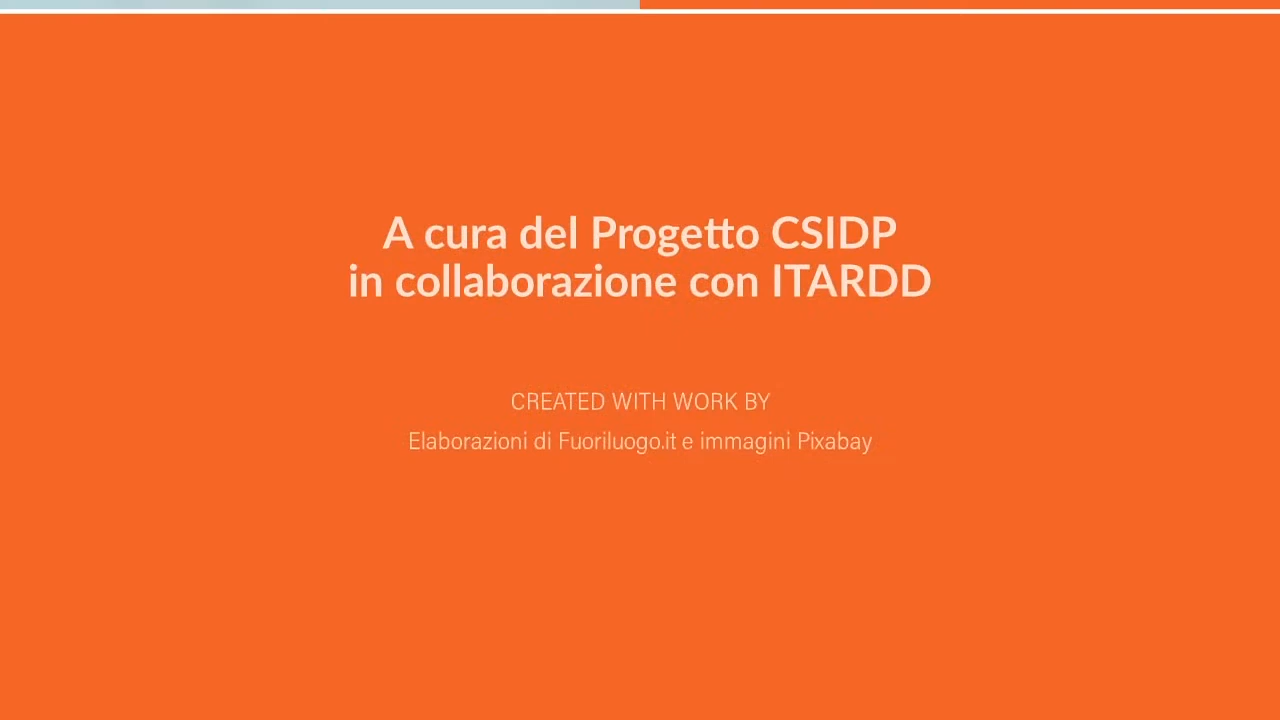 A cura del Progetto CSIDP
in collaborazione con ITARDD
CREATED WITH WORK BY
Elaborazioni di Fuoriluogo.it e immagini Pixabay